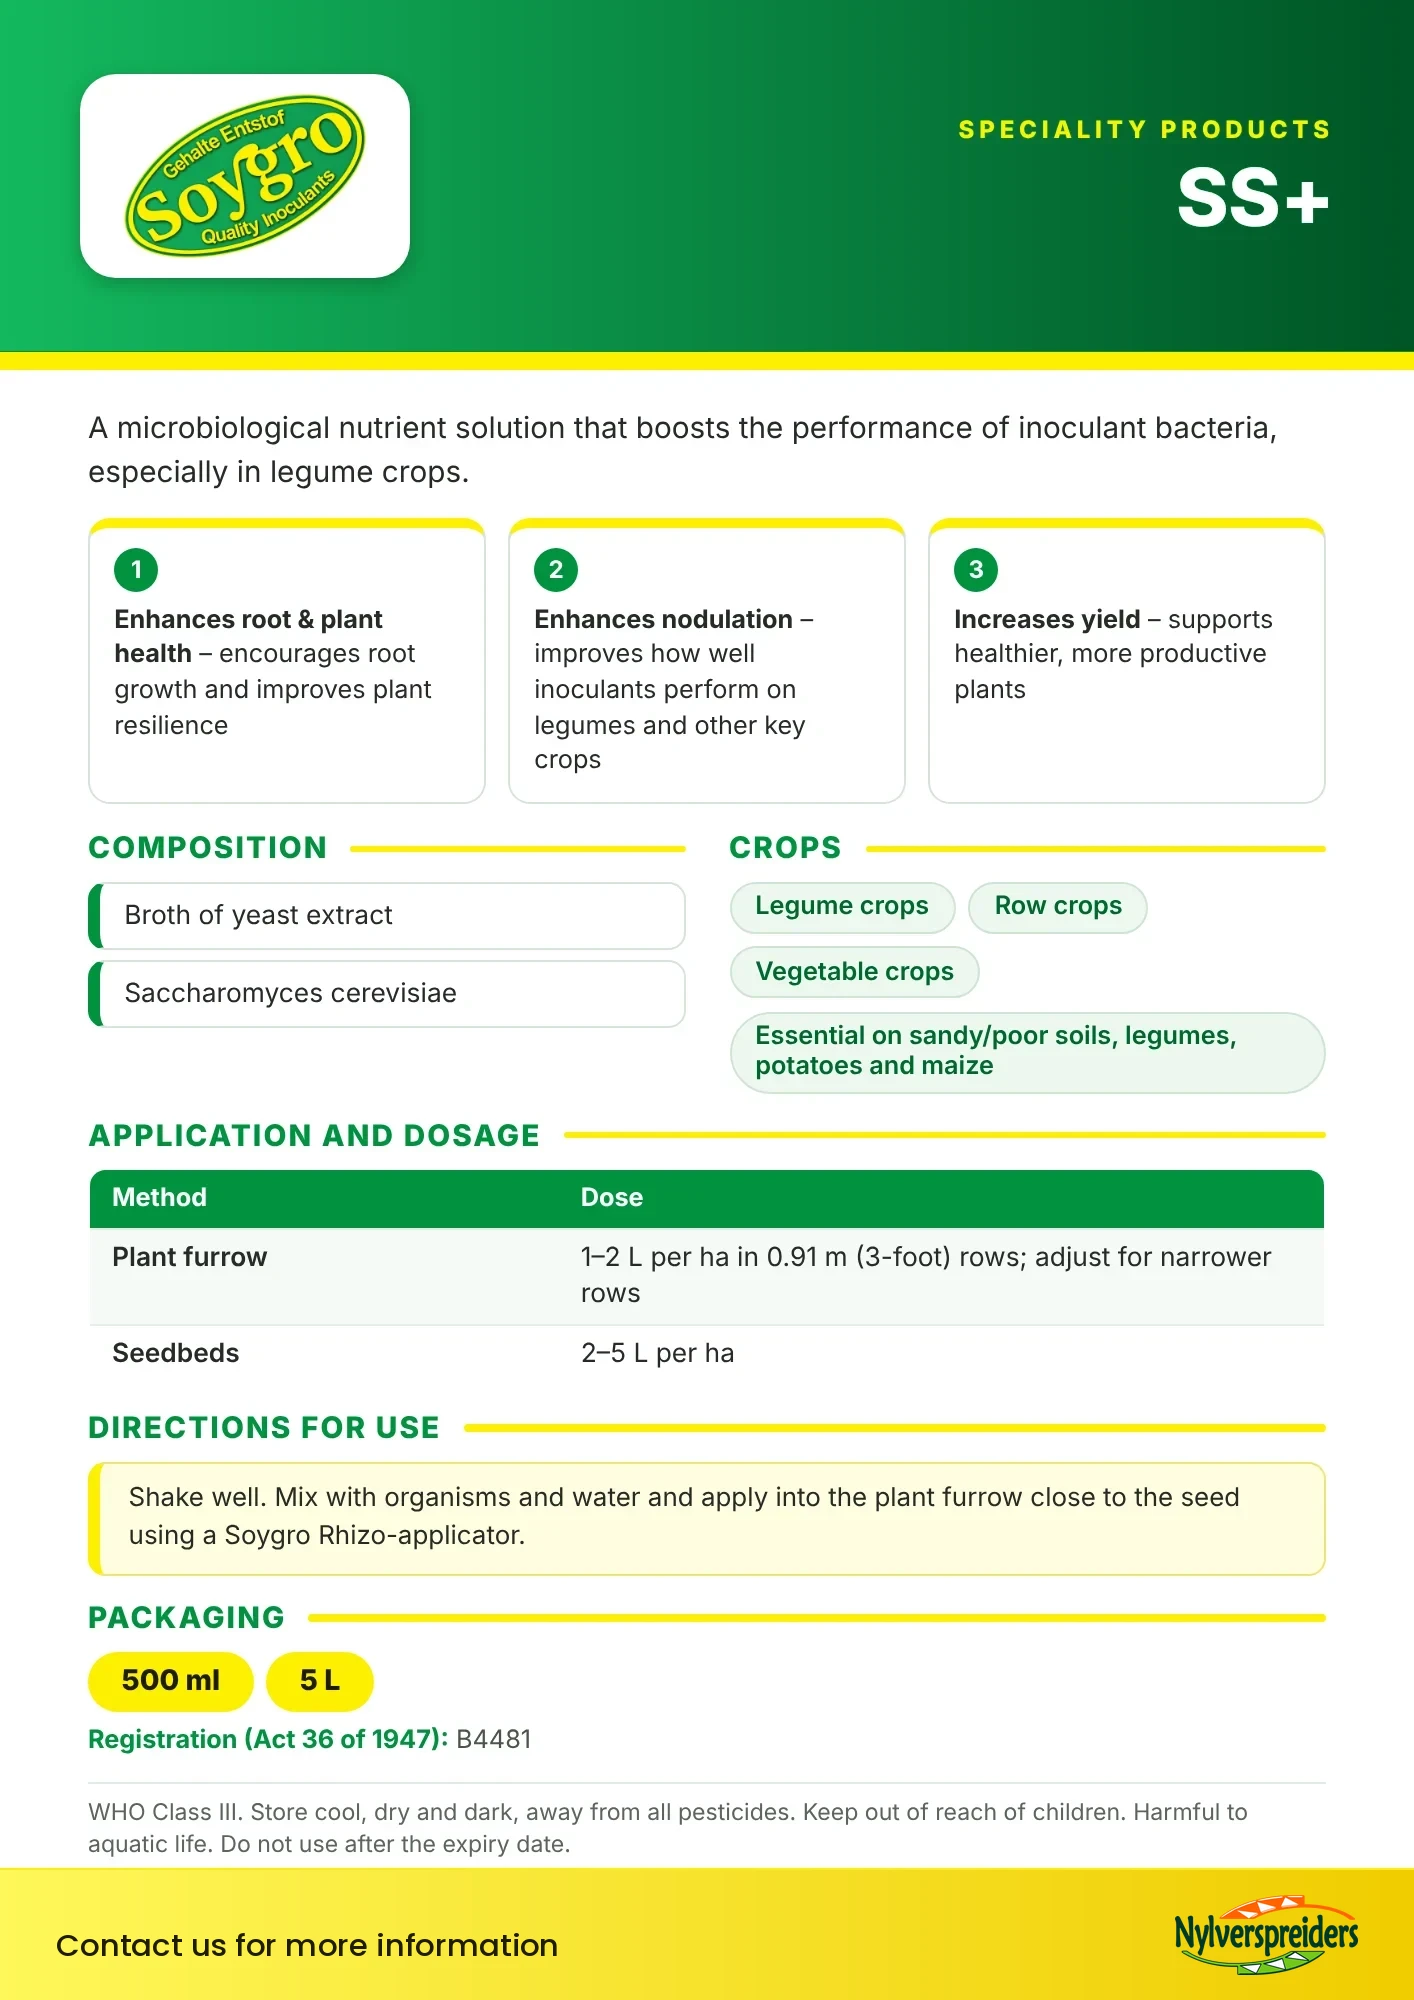 Gehalte Entstof
Soygro
Quality Inoculants
SPECIALITY PRODUCTS
SS+
A microbiological nutrient solution that boosts the performance of inoculant bacteria,
especially in legume crops.
1
Enhances root & plant
health – encourages root
growth and improves plant
resilience
2
Enhances nodulation –
improves how well
inoculants perform on
legumes and other key
crops
3
Increases yield – supports
healthier, more productive
plants
COMPOSITION
Broth of yeast extract
Saccharomyces cerevisiae
CROPS
Legume crops
Row crops
Vegetable crops
Essential on sandy/poor soils, legumes,
potatoes and maize
APPLICATION AND DOSAGE
Method Dose
Plant furrow 1–2 L per ha in 0.91 m (3-foot) rows; adjust for narrower
rows
Seedbeds 2–5 L per ha
DIRECTIONS FOR USE
Shake well. Mix with organisms and water and apply into the plant furrow close to the seed
using a Soygro Rhizo-applicator.
PACKAGING
500 ml 5 L
Registration (Act 36 of 1947): B4481
WHO Class III. Store cool, dry and dark, away from all pesticides. Keep out of reach of children. Harmful to
aquatic life. Do not use after the expiry date.
Contact us for more information
Nylverspreiders